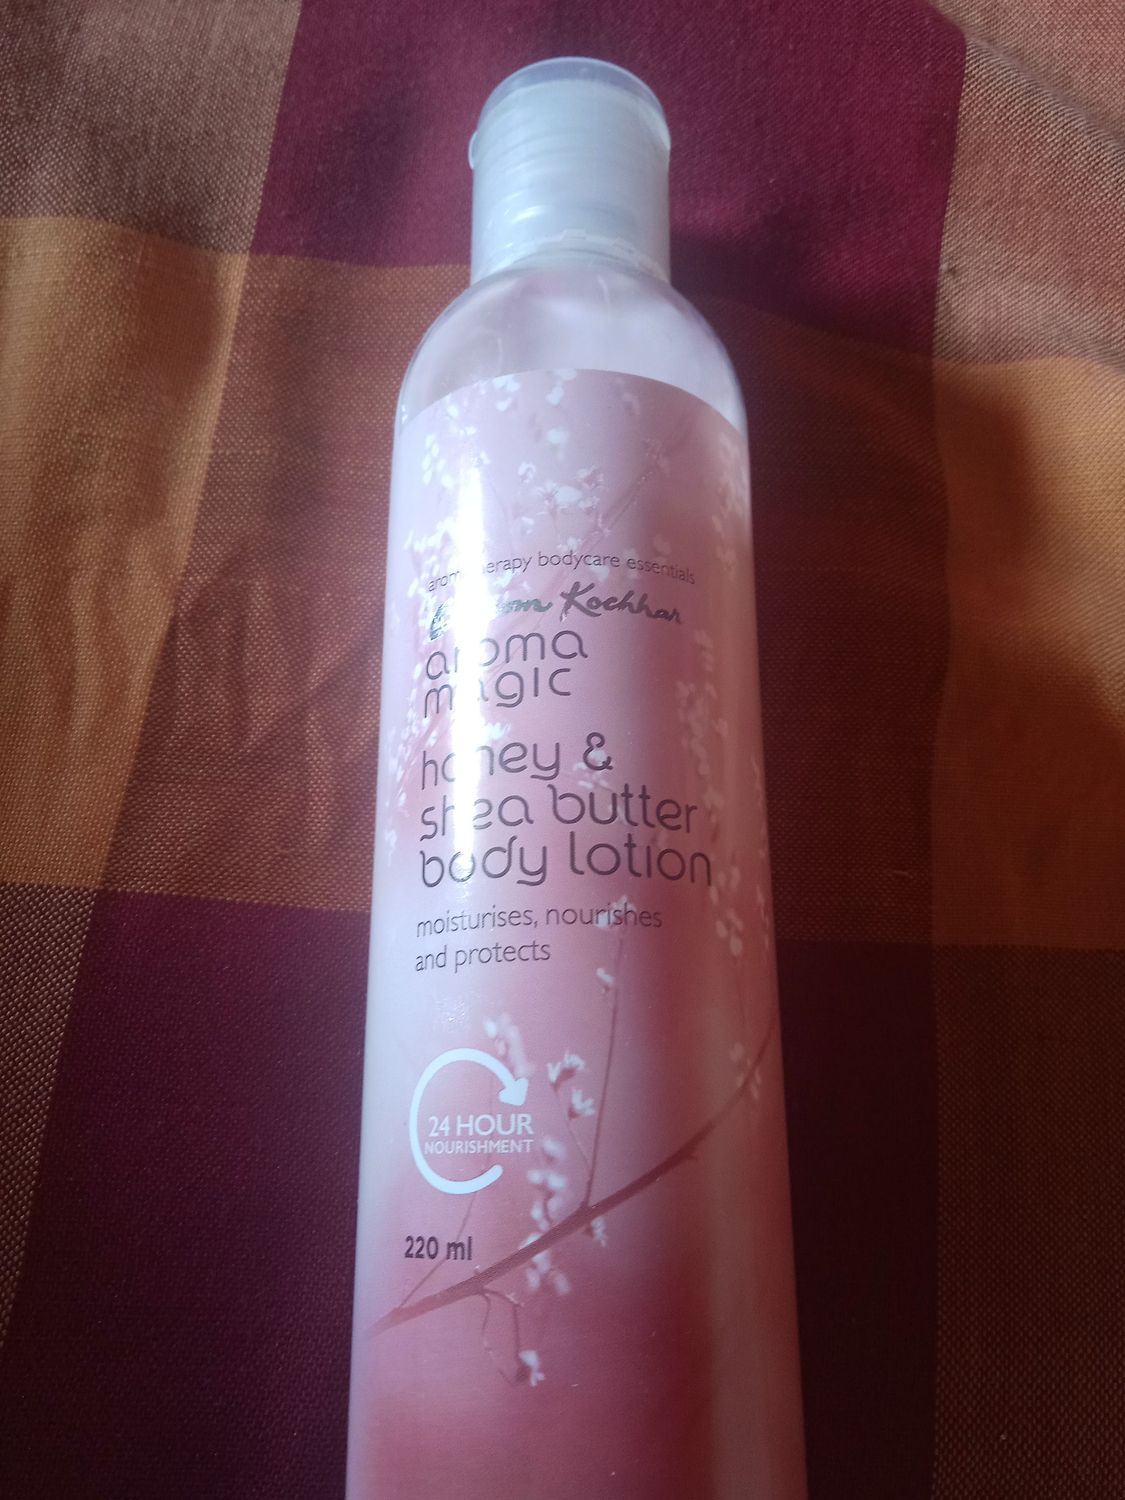 aromatherapy bodycare essentials
Kochhar
aroma
magic
honey &
shea butter
body lotion
moisturises, nourishes
and protects
24 HOUR
NOURISHMENT
220 ml